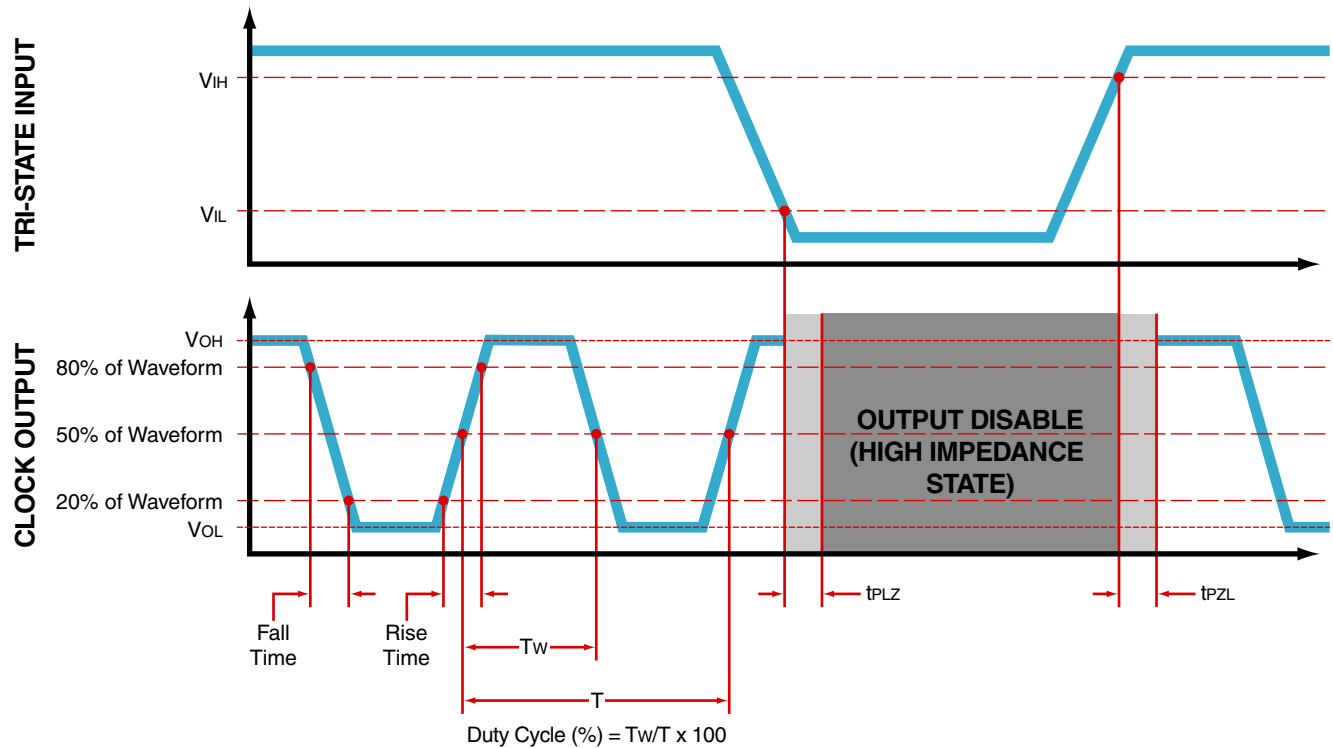 TRI-STATE INPUT
VIH
VIL
CLOCK OUTPUT
VOH
80% of Waveform
50% of Waveform
20% of Waveform
VOL
OUTPUT DISABLE
(HIGH IMPEDANCE
STATE)
Fall
Time
Rise
Time
tPLZ
tPZL
TW
T
Duty Cycle (%) = TW/T x 100